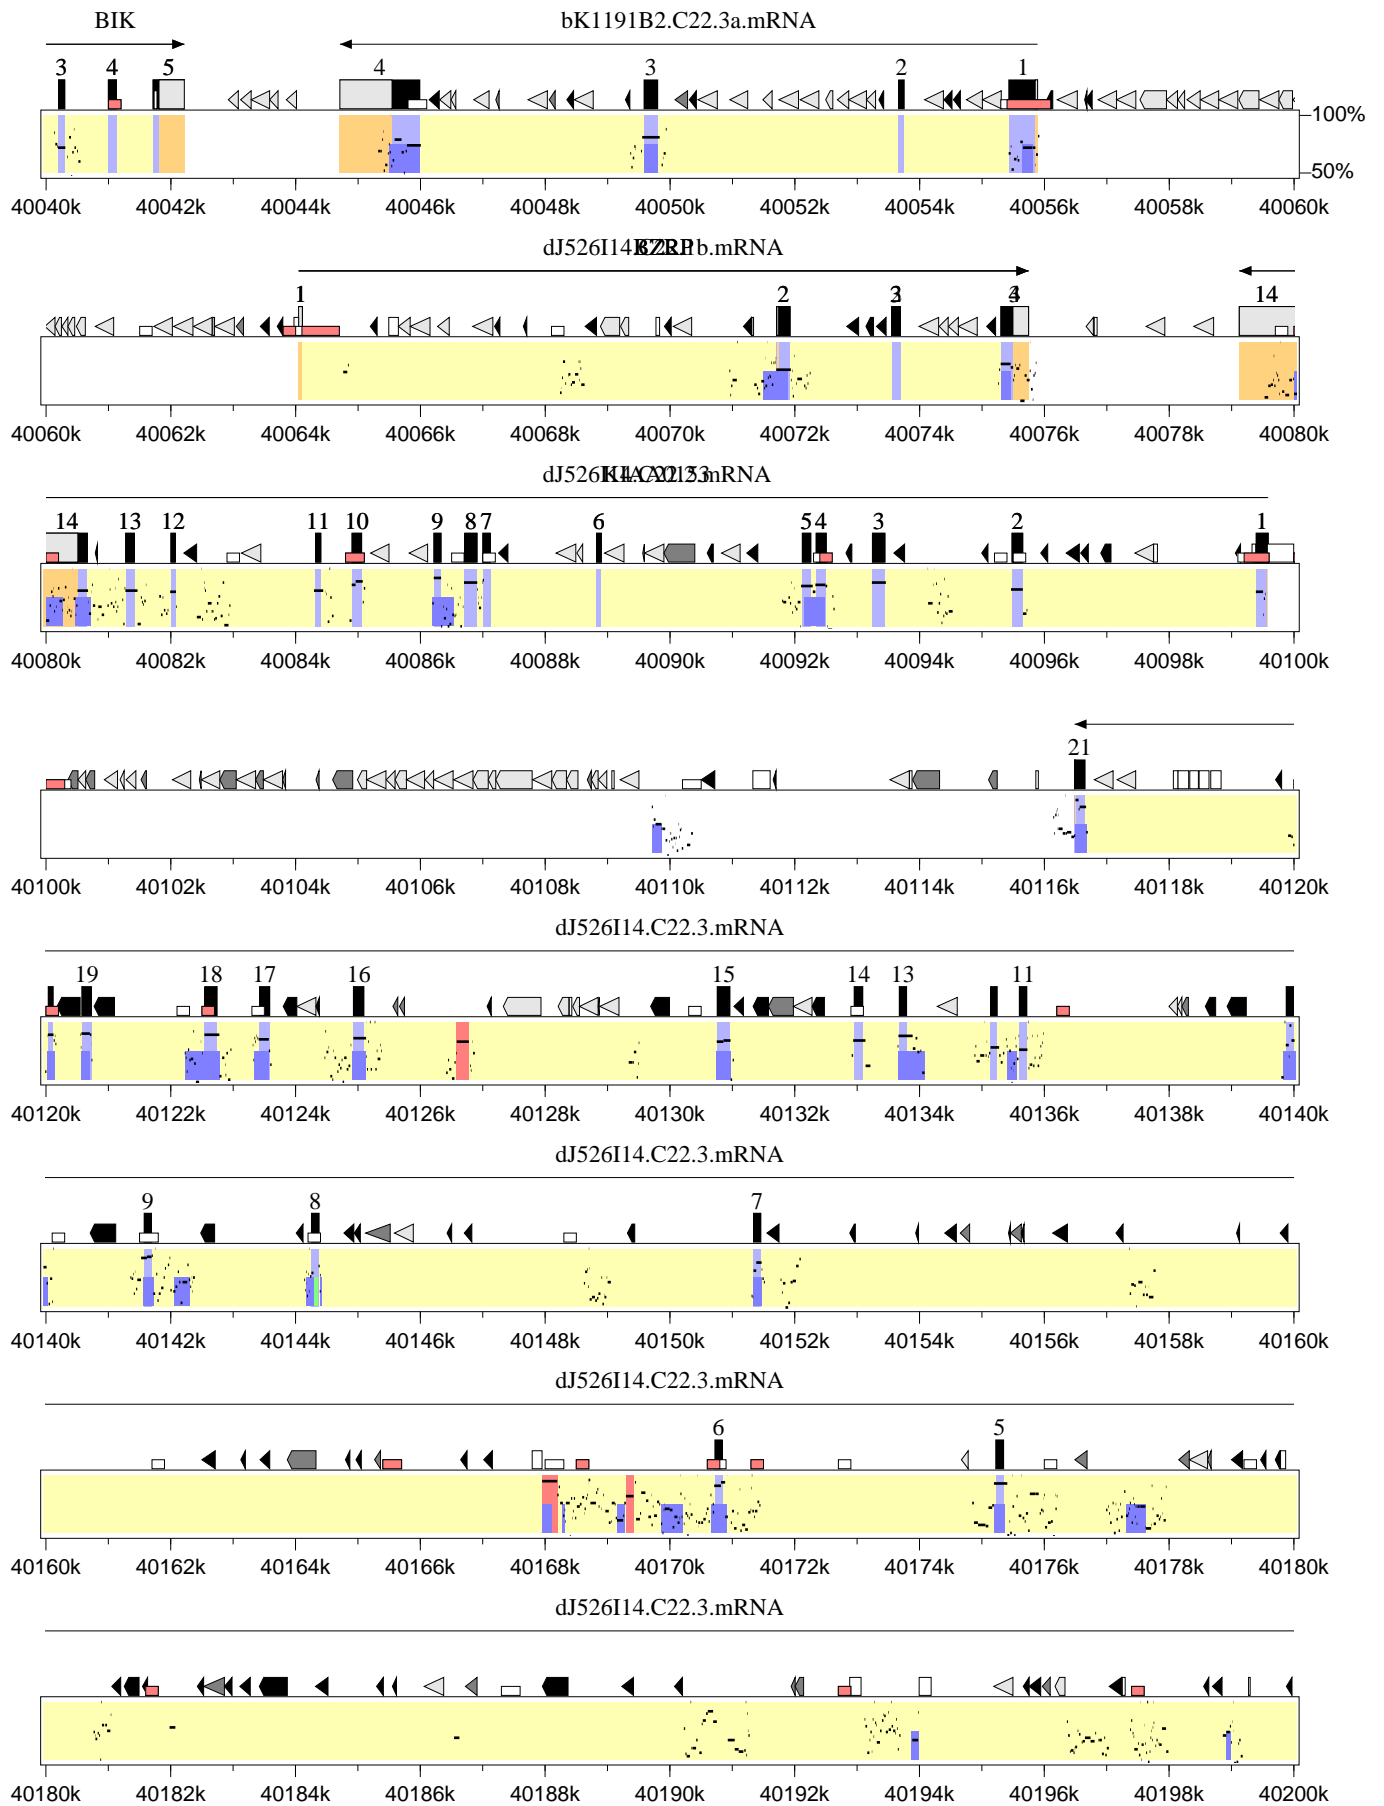 BIK bK1191B2.C22.3a.mRNA
3 4 5 4 3 2 1
100%
50%
40040k 40042k 40044k 40046k 40048k 40050k 40052k 40054k 40056k 40058k 40060k
1 2 14
40060k 40062k 40064k 40066k 40068k 40070k 40072k 40074k 40076k 40078k 40080k
14 13 12 11 10 9 8 7 6 5 4 3 2 1
40080k 40082k 40084k 40086k 40088k 40090k 40092k 40094k 40096k 40098k 40100k
21
40100k 40102k 40104k 40106k 40108k 40110k 40112k 40114k 40116k 40118k 40120k
dJ526I14.C22.3.mRNA
19 18 17 16 15 14 13 11
40120k 40122k 40124k 40126k 40128k 40130k 40132k 40134k 40136k 40138k 40140k
dJ526I14.C22.3.mRNA
9 8 7
40140k 40142k 40144k 40146k 40148k 40150k 40152k 40154k 40156k 40158k 40160k
dJ526I14.C22.3.mRNA
6 5
40160k 40162k 40164k 40166k 40168k 40170k 40172k 40174k 40176k 40178k 40180k
dJ526I14.C22.3.mRNA
40180k 40182k 40184k 40186k 40188k 40190k 40192k 40194k 40196k 40198k 40200k